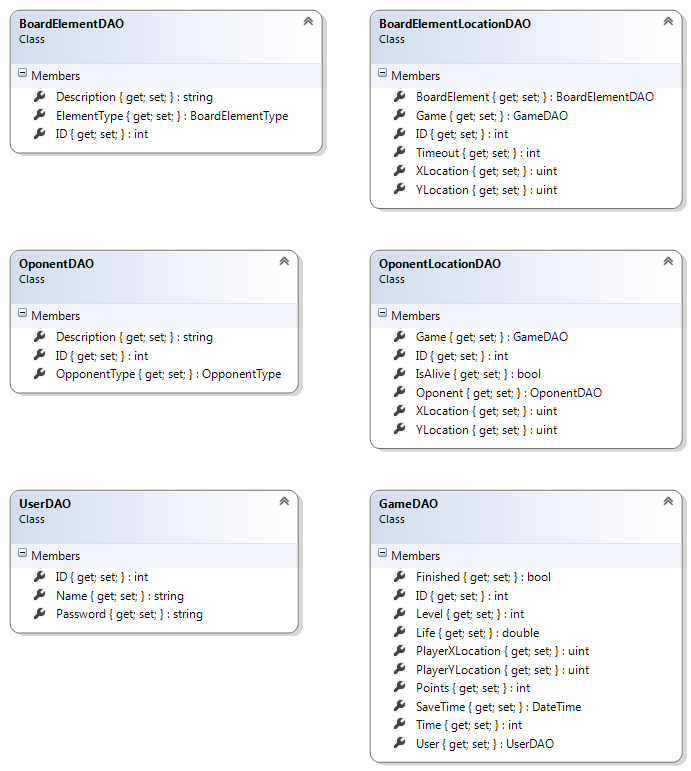 BoardElementDAO
Class
Members
Description { get; set; } : string
ElementType { get; set; } : BoardElementType
ID { get; set; } : int
BoardElementLocationDAO
Class
Members
BoardElement { get; set; } : BoardElementDAO
Game { get; set; } : GameDAO
ID { get; set; } : int
Timeout { get; set; } : int
XLocation { get; set; } : uint
YLocation { get; set; } : uint
OponentDAO
Class
Members
Description { get; set; } : string
ID { get; set; } : int
OpponentType { get; set; } : OpponentType
OponentLocationDAO
Class
Members
Game { get; set; } : GameDAO
ID { get; set; } : int
IsAlive { get; set; } : bool
Oponent { get; set; } : OponentDAO
XLocation { get; set; } : uint
YLocation { get; set; } : uint
UserDAO
Class
Members
ID { get; set; } : int
Name { get; set; } : string
Password { get; set; } : string
GameDAO
Class
Members
Finished { get; set; } : bool
ID { get; set; } : int
Level { get; set; } : int
Life { get; set; } : double
PlayerXLocation { get; set; } : uint
PlayerYLocation { get; set; } : uint
Points { get; set; } : int
SaveTime { get; set; } : DateTime
Time { get; set; } : int
User { get; set; } : UserDAO